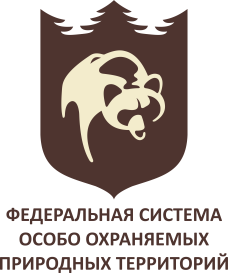 ФЕДЕРАЛЬНАЯ СИСТЕМА
ОСОБО ОХРАНЯЕМЫХ
ПРИРОДНЫХ ТЕРРИТОРИЙ